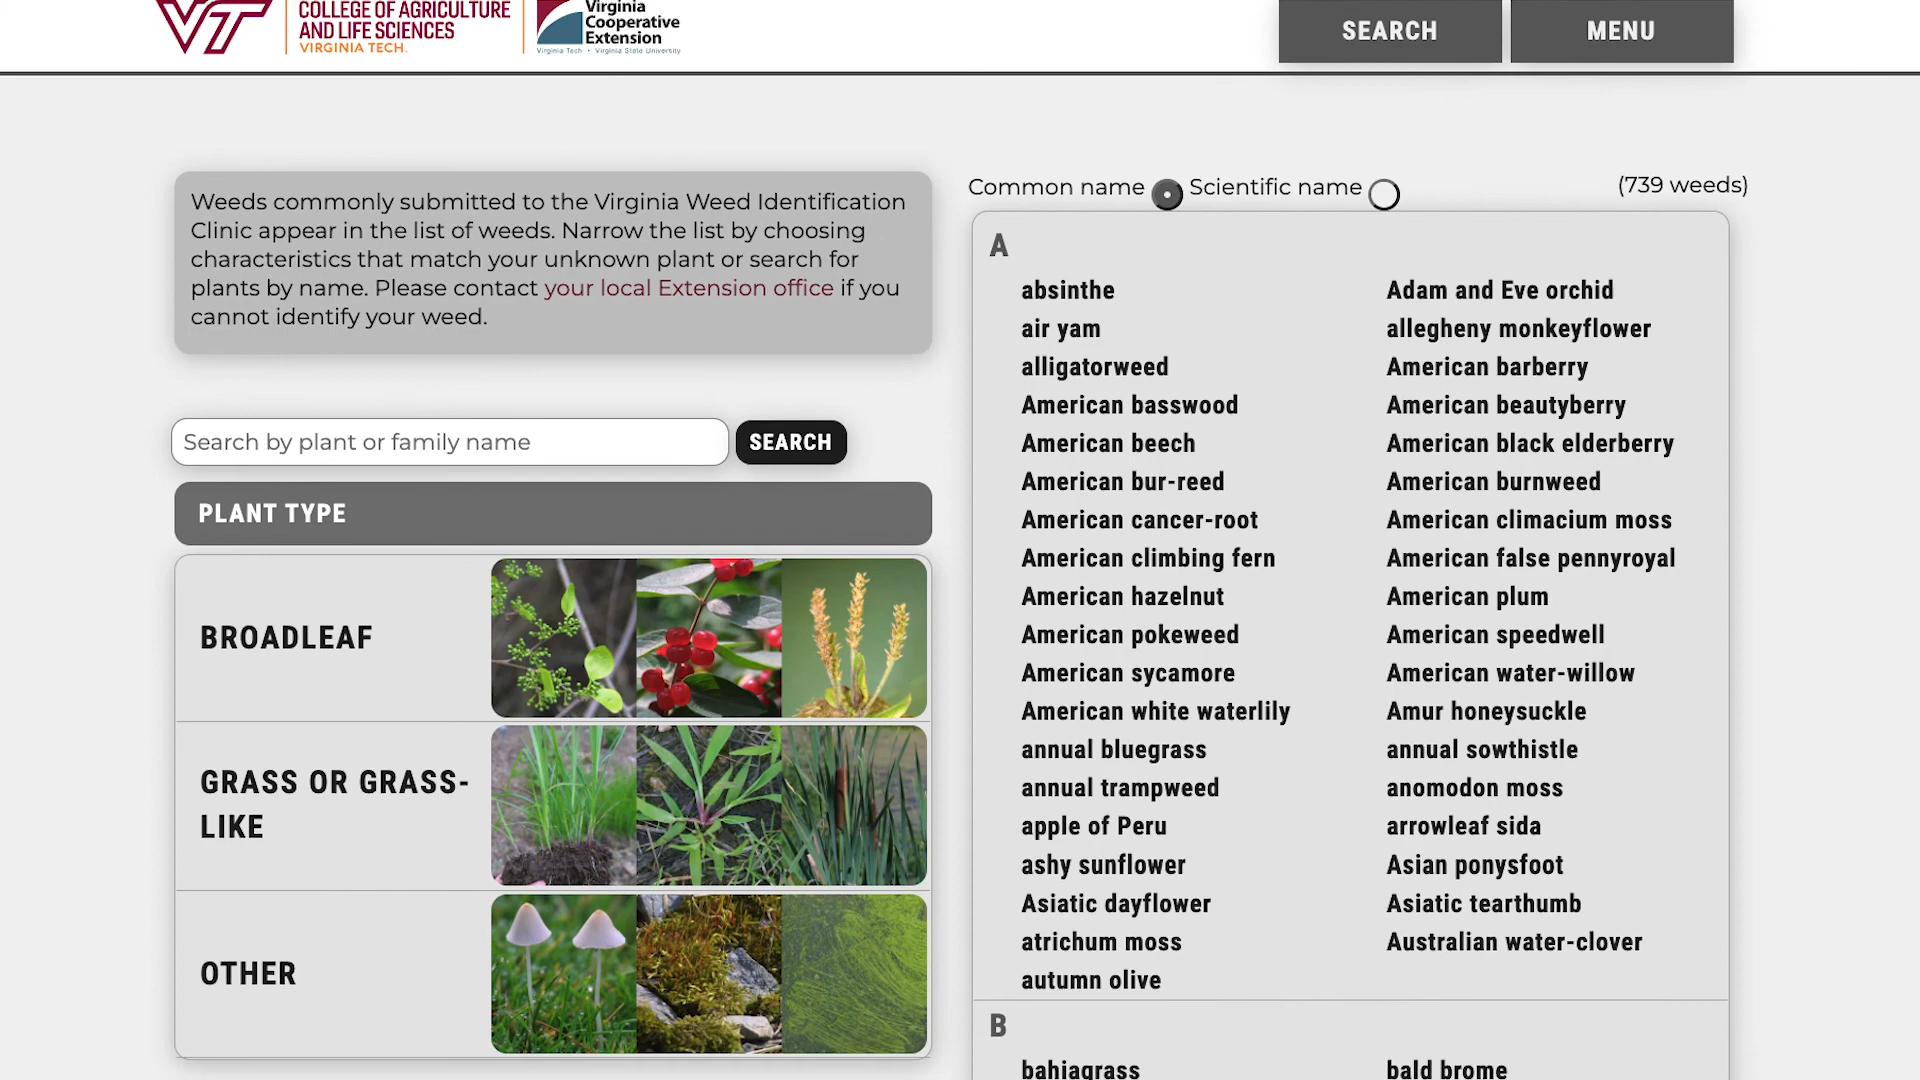 COLLEGE OF AGRICULTURE
AND LIFE SCIENCES
VIRGINIA TECH.
Virginia
Cooperative
Extension
Virginia Tech • Virginia State University
SEARCH
MENU
Weeds commonly submitted to the Virginia Weed Identification
Clinic appear in the list of weeds. Narrow the list by choosing
characteristics that match your unknown plant or search for
plants by name. Please contact your local Extension office if you
cannot identify your weed.
Search by plant or family name
SEARCH
PLANT TYPE
BROADLEAF
GRASS OR GRASS-
LIKE
OTHER
Common name
Scientific name
(739 weeds)
A
absinthe
Adam and Eve orchid
air yam
allegheny monkeyflower
alligatorweed
American barberry
American basswood
American beautyberry
American beech
American black elderberry
American bur-reed
American burnweed
American cancer-root
American climacium moss
American climbing fern
American false pennyroyal
American hazelnut
American plum
American pokeweed
American speedwell
American sycamore
American water-willow
American white waterlily
Amur honeysuckle
annual bluegrass
annual sowthistle
annual trampweed
anomodon moss
apple of Peru
arrowleaf sida
ashy sunflower
Asian ponysfoot
Asiatic dayflower
Asiatic tearthumb
atrichum moss
Australian water-clover
autumn olive
B
bahiagrass
bald brome